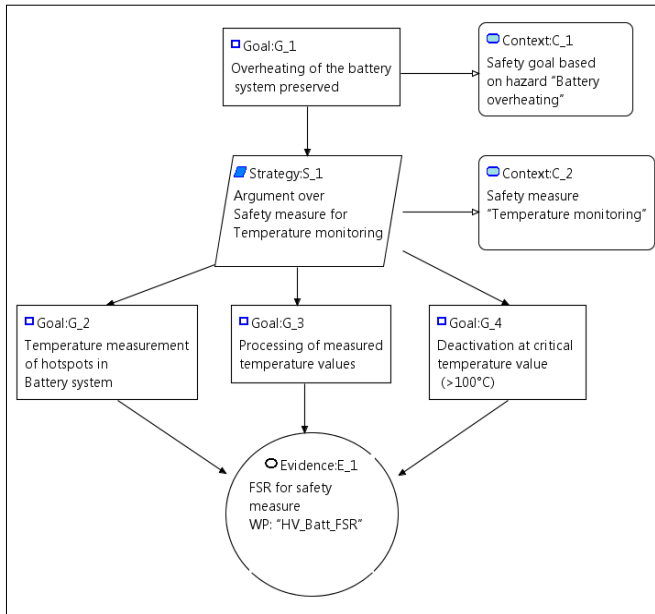 Goal:G_1
Overheating of the battery
system preserved
Context:C_1
Safety goal based
on hazard "Battery
overheating"
Strategy:S_1
Argument over
Safety measure for
Temperature monitoring
Context:C_2
Safety measure
"Temperature monitoring"
Goal:G_2
Temperature measurement
of hotspots in
Battery system
Goal:G_3
Processing of measured
temperature values
Goal:G_4
Deactivation at critical
temperature value
(>100°C)
Evidence:E_1
FSR for safety
measure
WP: "HV_Batt_FSR"